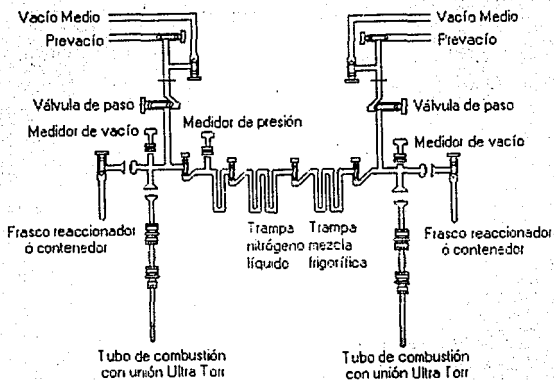 Vacío Medio
Prevacío
Válvula de paso
Medidor de vacío
Medidor de presión
Frasco reaccionador
ó contenedor
Tubo de combustión
con unión Ultra Torr
Trampa
nitrógeno
líquido
Trampa
mezcla
frigorífica
Vacío Medio
Prevacío
Válvula de paso
Medidor de vacío
Frasco reaccionador
ó contenedor
Tubo de combustión
con unión Ultra Torr